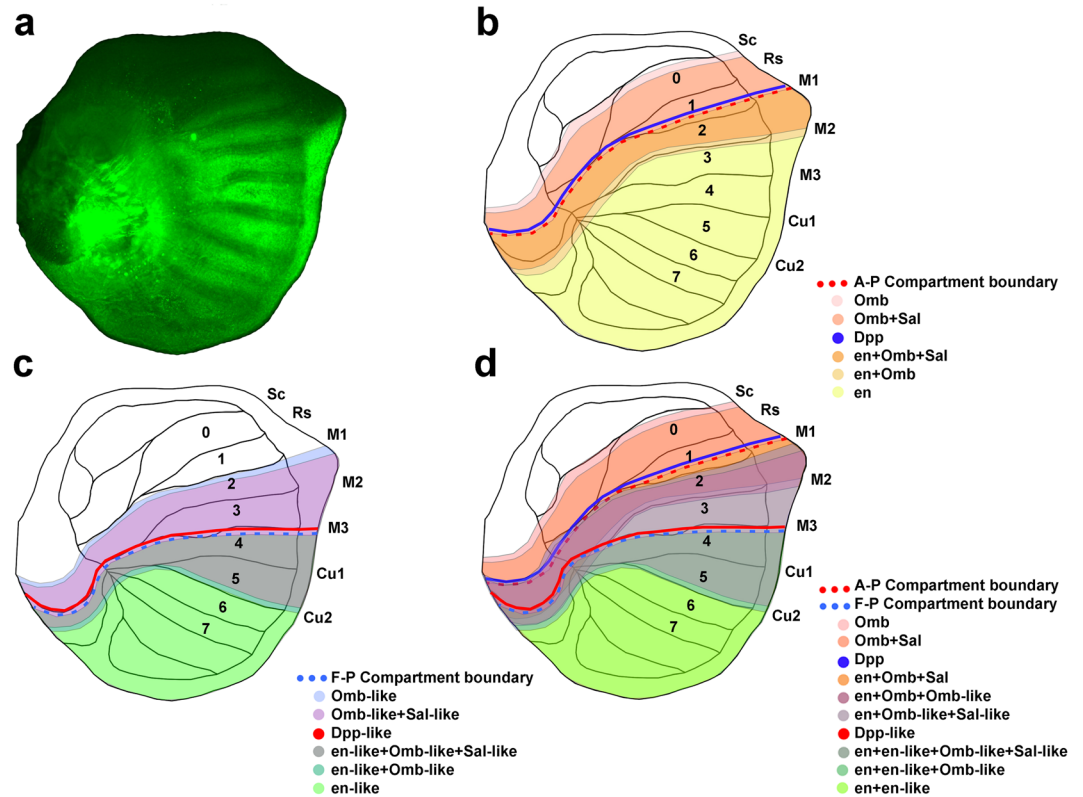 a
b
Sc
Rs
M1
M2
M3
Cu1
Cu2
0
1
2
3
4
5
6
7
A-P Compartment boundary
Omb
Omb+Sal
Dpp
en+Omb+Sal
en+Omb
en
c
Sc
Rs
M1
M2
M3
Cu1
Cu2
0
1
2
3
4
5
6
7
F-P Compartment boundary
Omb-like
Omb-like+Sal-like
Dpp-like
en-like+Omb-like+Sal-like
en-like+Omb-like
en-like
d
Sc
Rs
M1
M2
M3
Cu1
Cu2
0
1
2
3
4
5
6
7
A-P Compartment boundary
F-P Compartment boundary
Omb
Omb+Sal
Dpp
en+Omb+Sal
en+Omb+Omb-like
en+Omb-like+Sal-like
Dpp-like
en+en-like+Omb-like+Sal-like
en+en-like+Omb-like
en+en-like